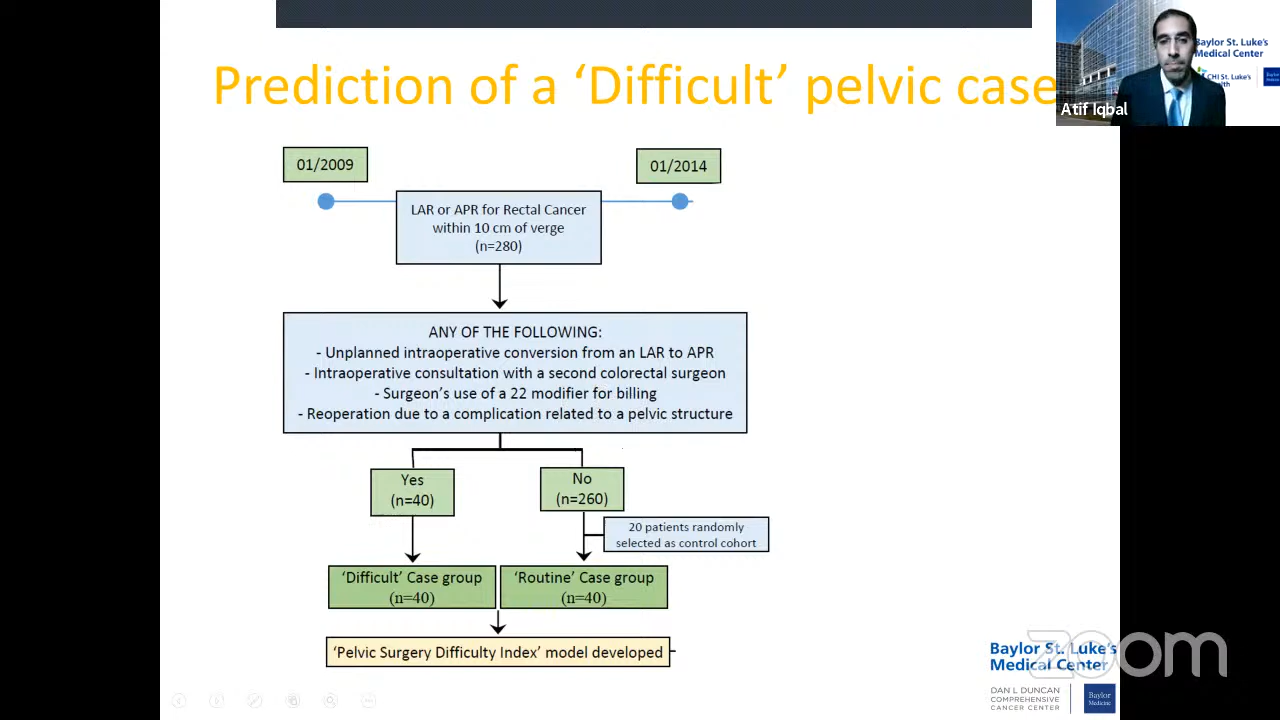 Prediction of a ‘Difficult’ pelvic case
Baylor St. Luke's
Medical Center
CHI St. Luke's
Health
Atif Iqbal
01/2009
01/2014
LAR or APR for Rectal Cancer
within 10 cm of verge
(n=280)
ANY OF THE FOLLOWING:
- Unplanned intraoperative conversion from an LAR to APR
- Intraoperative consultation with a second colorectal surgeon
- Surgeon’s use of a 22 modifier for billing
- Reoperation due to a complication related to a pelvic structure
Yes
(n=40)
No
(n=260)
20 patients randomly
selected as control cohort
‘Difficult’ Case group
(n=40)
‘Routine’ Case group
(n=40)
‘Pelvic Surgery Difficulty Index’ model developed
Baylor St. Luke's
Medical Center
zoom
DAN L DUNCAN
COMPREHENSIVE
CANCER CENTER
Baylor
Medicine